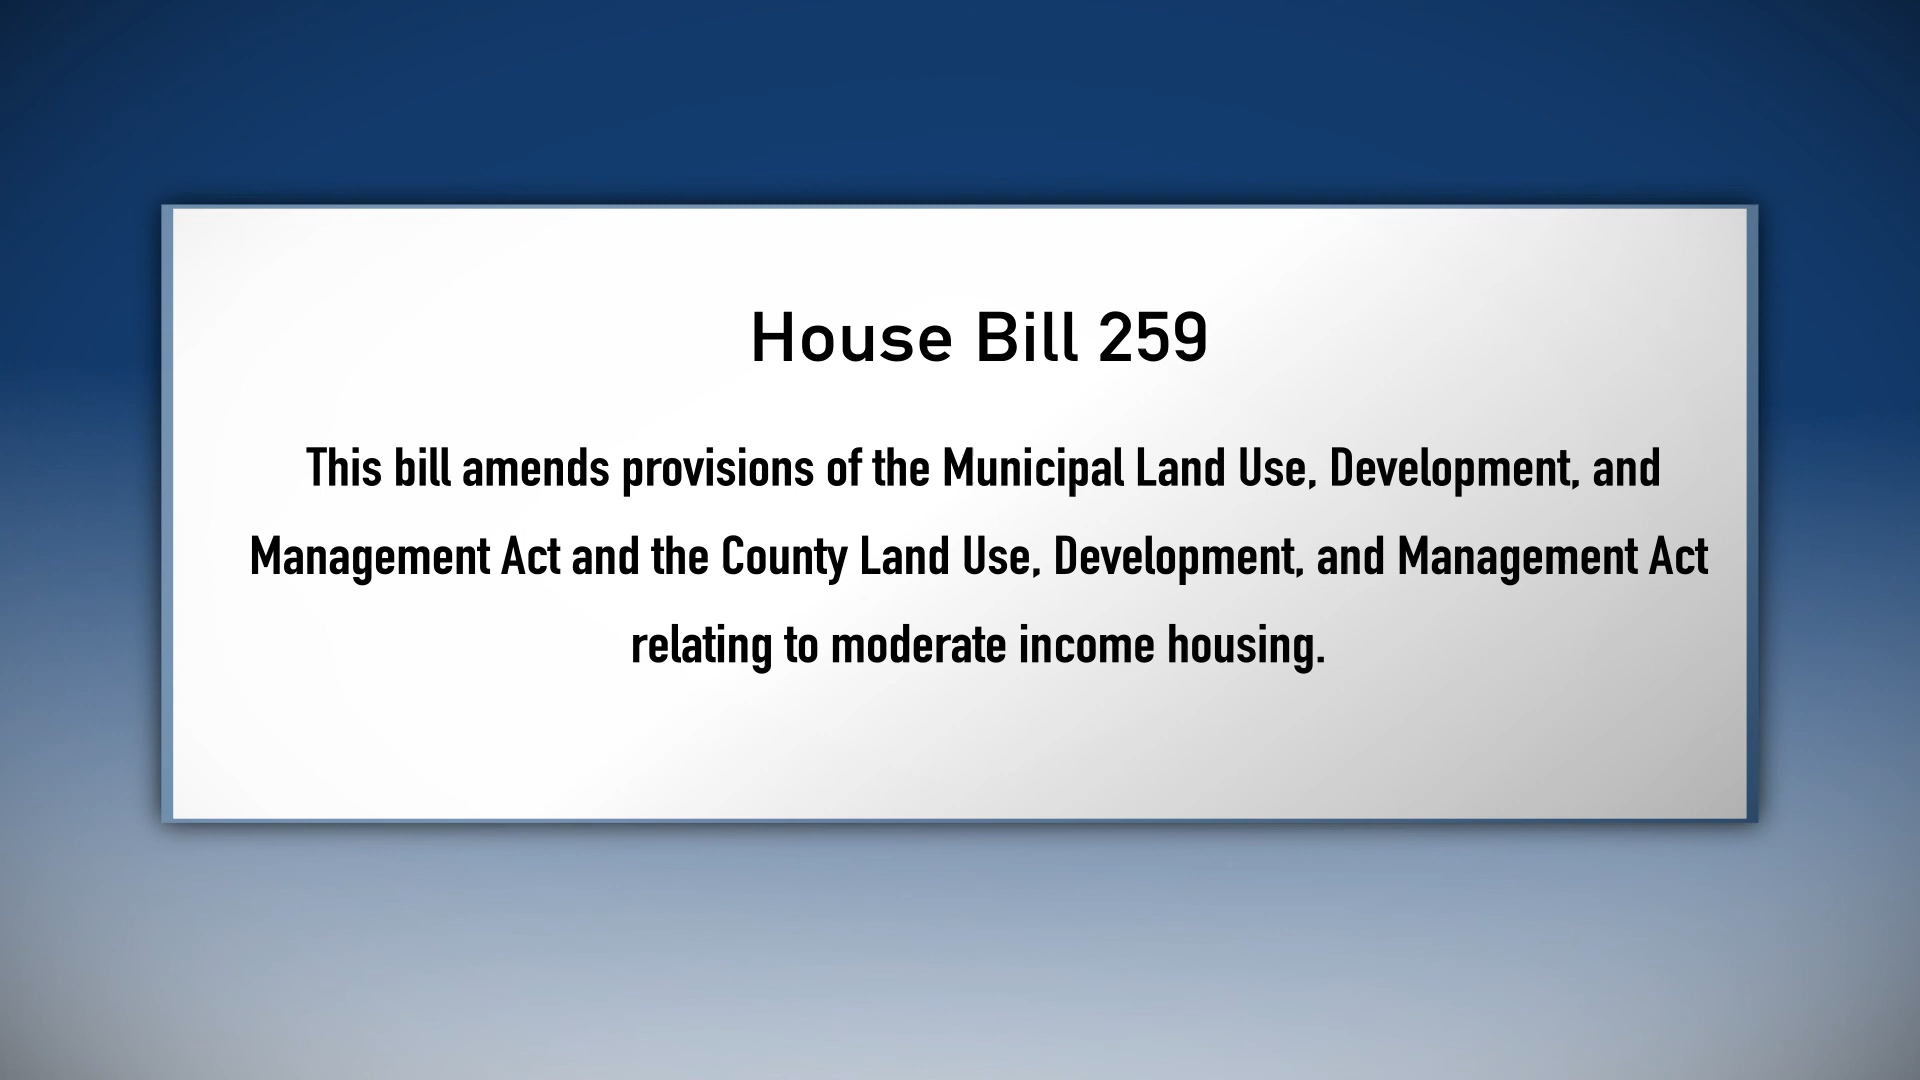 House Bill 259
This bill amends provisions of the Municipal Land Use, Development, and
Management Act and the County Land Use, Development, and Management Act
relating to moderate income housing.